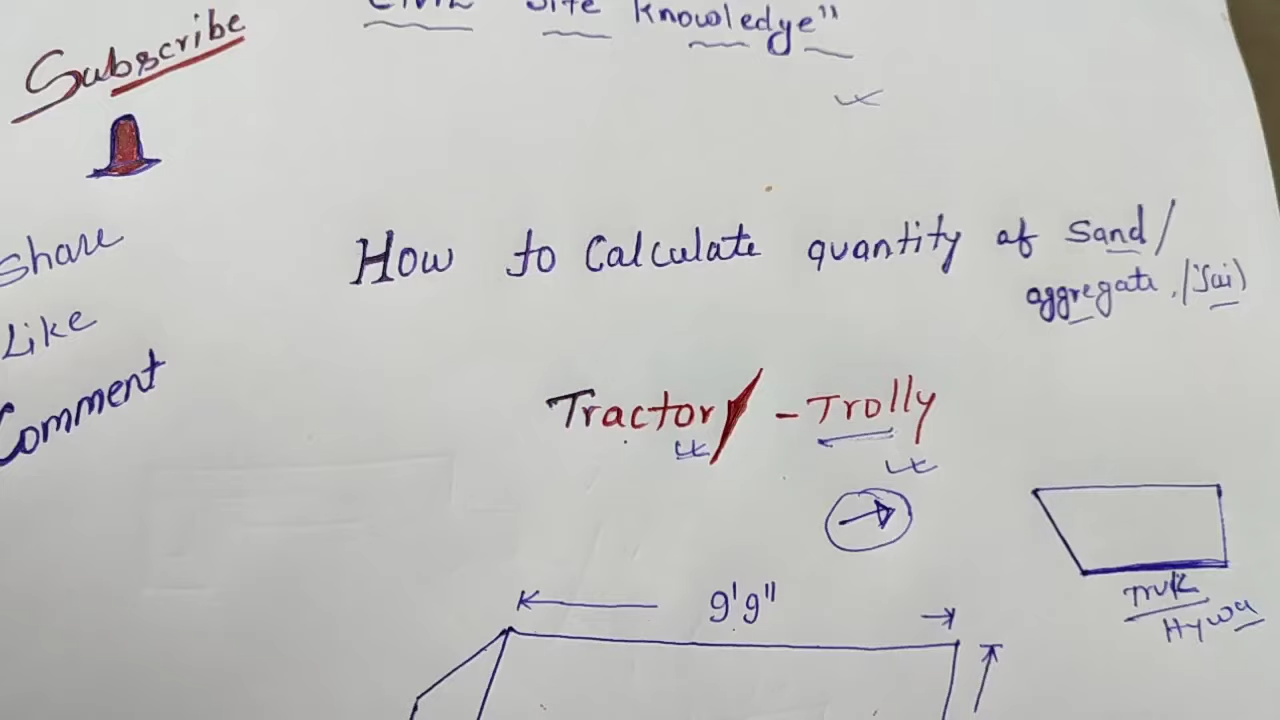 Civil Site Knowledge"
Subscribe
Share
Like
Comment
How to Calculate quantity of Sand/
aggregate,/Soil)
Tractor/ - Trolly
9'9"
Truk
Hywa